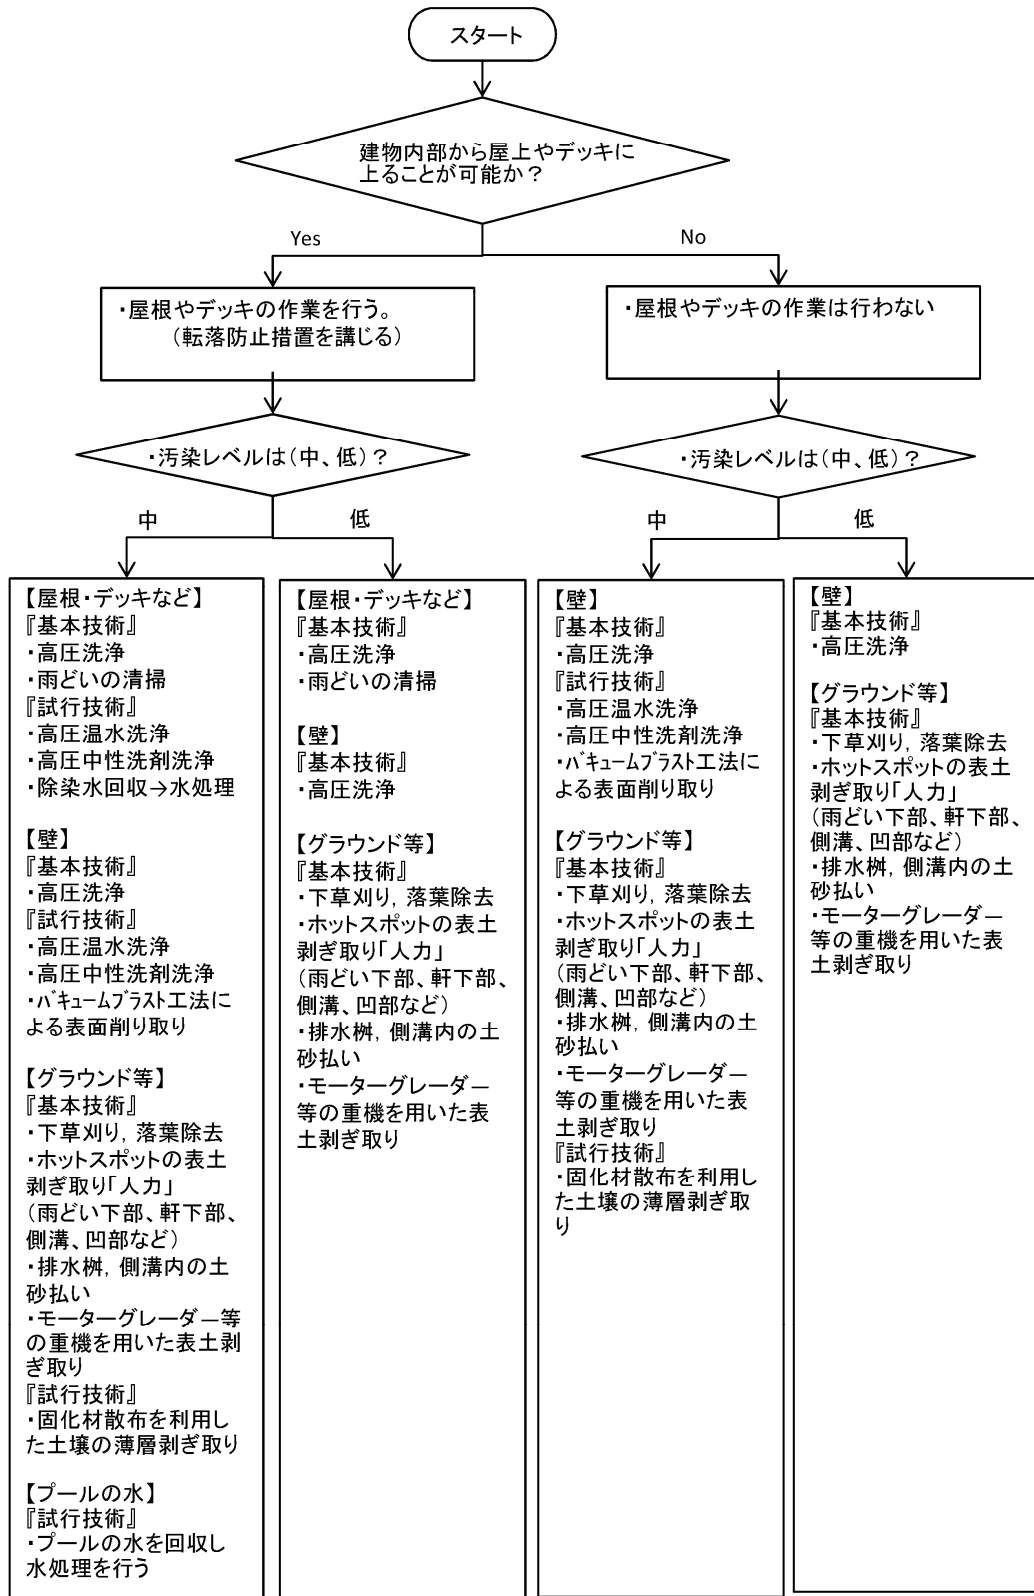 スタート
建物内部から屋上やデッキに
上ることが可能か？
Yes
No
・屋根やデッキの作業を行う。
（転落防止措置を講じる）
・屋根やデッキの作業は行わない
・汚染レベルは（中、低）？
・汚染レベルは（中、低）？
中
低
中
低
【屋根・デッキなど】
『基本技術』
・高圧洗浄
・雨どいの清掃
『試行技術』
・高圧温水洗浄
・高圧中性洗剤洗浄
・除染水回収→水処理
【壁】
『基本技術』
・高圧洗浄
『試行技術』
・高圧温水洗浄
・高圧中性洗剤洗浄
・ﾊﾞｷｭｰﾑﾌﾞﾗｽﾄ工法に
よる表面削り取り
【グラウンド等】
『基本技術』
・下草刈り, 落葉除去
・ホットスポットの表土
剥ぎ取り「人力」
（雨どい下部、軒下部、
側溝、凹部など）
・排水桝, 側溝内の土
砂払い
・モーターグレーダー等
の重機を用いた表土剥
ぎ取り
『試行技術』
・固化材散布を利用し
た土壌の薄層剥ぎ取り
【プールの水】
『試行技術』
・プールの水を回収し
水処理を行う
【屋根・デッキなど】
『基本技術』
・高圧洗浄
・雨どいの清掃
【壁】
『基本技術』
・高圧洗浄
【グラウンド等】
『基本技術』
・下草刈り, 落葉除去
・ホットスポットの表土
剥ぎ取り「人力」
（雨どい下部、軒下部、
側溝、凹部など）
・排水桝, 側溝内の土
砂払い
・モーターグレーダー
等の重機を用いた表
土剥ぎ取り
【壁】
『基本技術』
・高圧洗浄
『試行技術』
・高圧温水洗浄
・高圧中性洗剤洗浄
・ﾊﾞｷｭｰﾑﾌﾞﾗｽﾄ工法に
よる表面削り取り
【グラウンド等】
『基本技術』
・下草刈り, 落葉除去
・ホットスポットの表土
剥ぎ取り「人力」
（雨どい下部、軒下部、
側溝、凹部など）
・排水桝, 側溝内の土
砂払い
・モーターグレーダー
等の重機を用いた表
土剥ぎ取り
『試行技術』
・固化材散布を利用し
た土壌の薄層剥ぎ取
り
【壁】
『基本技術』
・高圧洗浄
【グラウンド等】
『基本技術』
・下草刈り, 落葉除去
・ホットスポットの表土
剥ぎ取り「人力」
（雨どい下部、軒下部、
側溝、凹部など）
・排水桝, 側溝内の土
砂払い
・モーターグレーダー
等の重機を用いた表
土剥ぎ取り